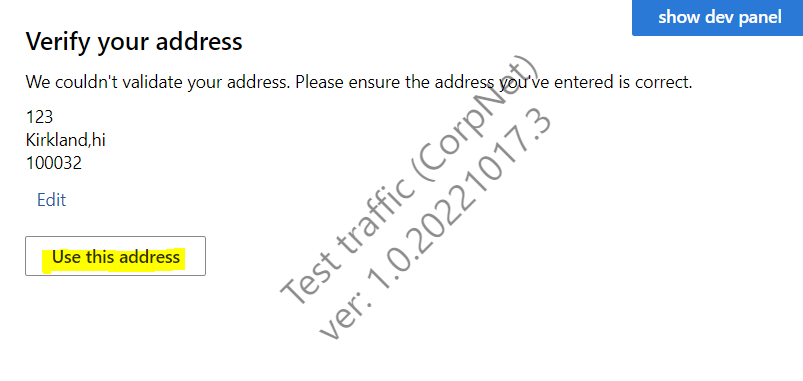 show dev panel
Verify your address
We couldn't validate your address. Please ensure the address you've entered is correct.
123
Kirkland,hi
100032
Edit
Use this address
Test traffic (CorpNet)
ver: 1.0.20221017.3